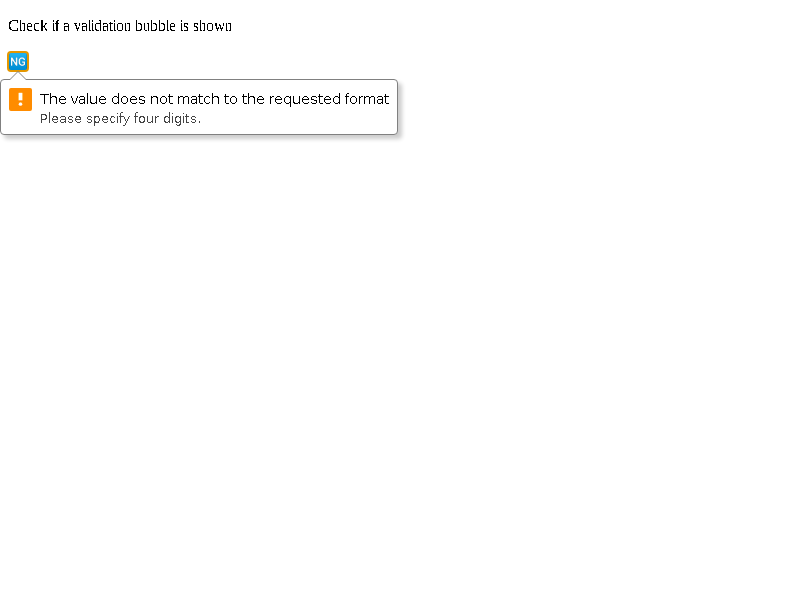 Check if a validation bubble is shown
NG
The value does not match to the requested format
Please specify four digits.